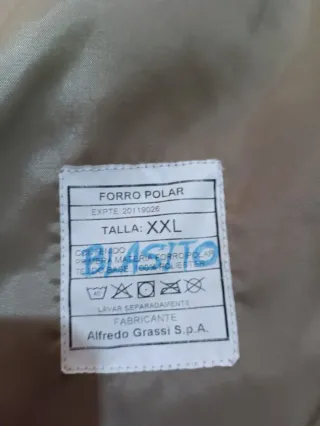 FORRO POLAR
EXPTE: 20119026
TALLA: XXL
BLASITO
LAVAR SEPARADAMENTE
FABRICANTE
Alfredo Grassi S.p.A.